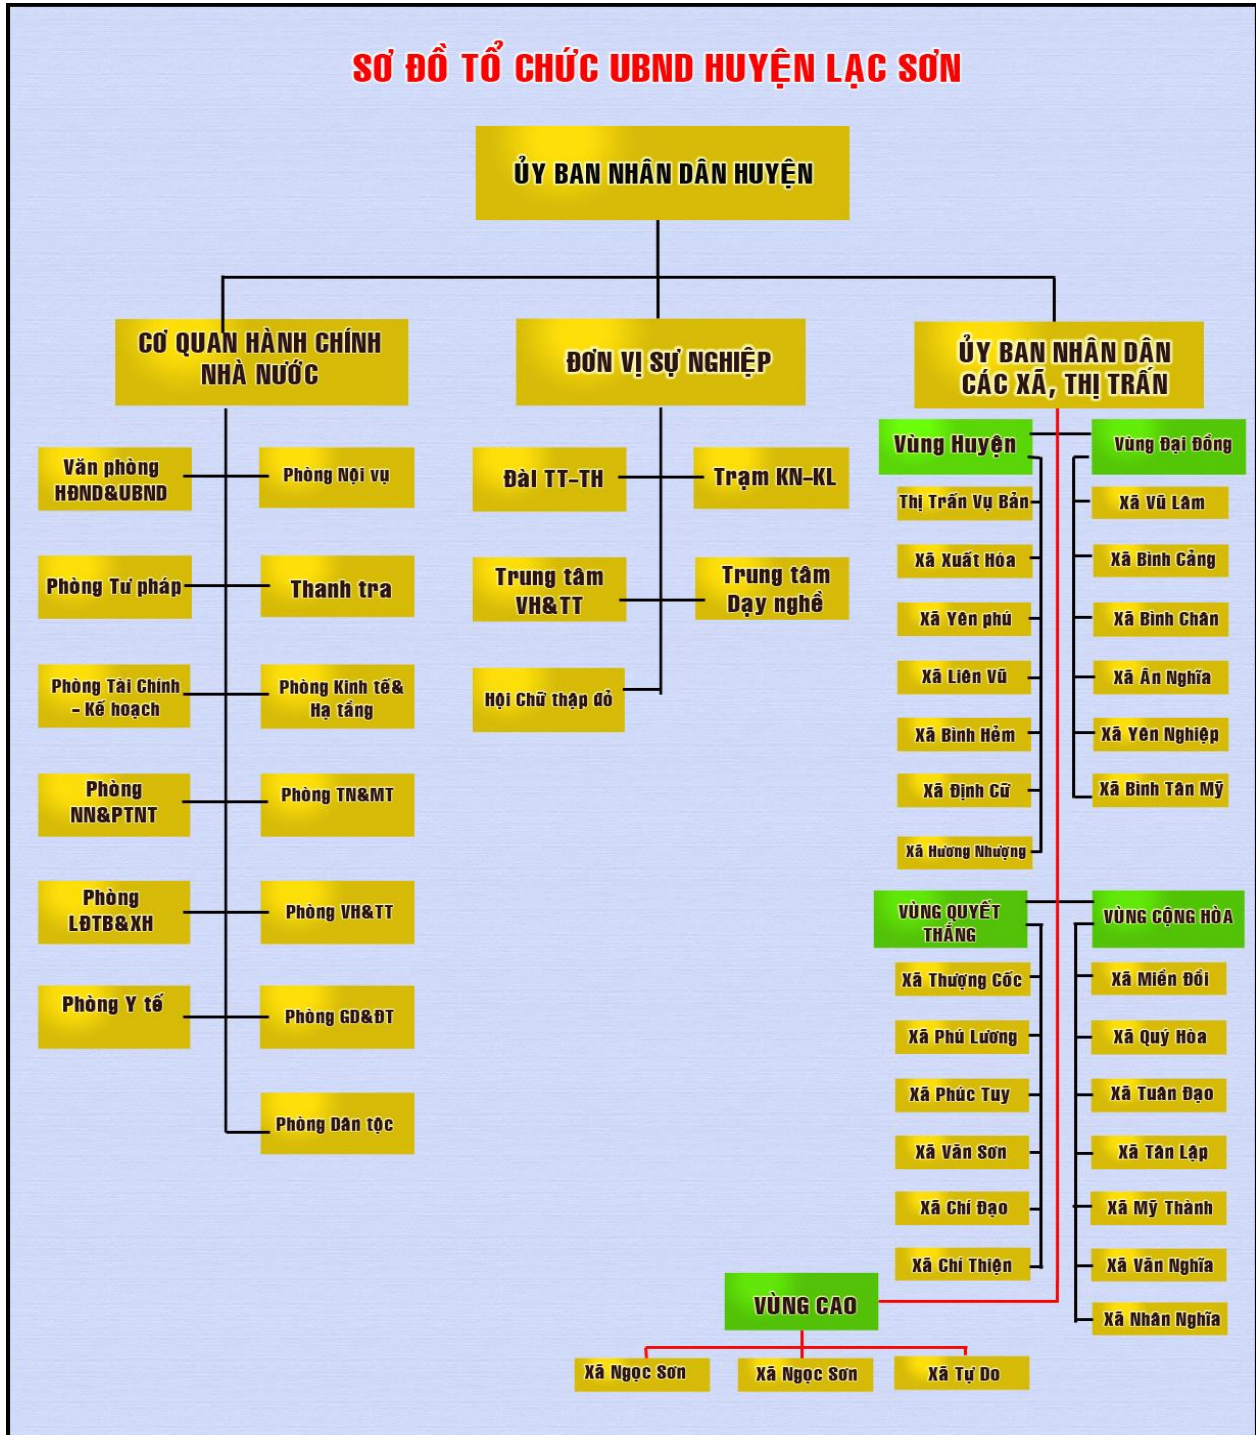 SƠ ĐỒ TỔ CHỨC UBND HUYỆN LẠC SƠN
ỦY BAN NHÂN DÂN HUYỆN
CƠ QUAN HÀNH CHÍNH
NHÀ NƯỚC
ĐƠN VỊ SỰ NGHIỆP
ỦY BAN NHÂN DÂN
CÁC XÃ, THỊ TRẤN
Văn phòng
HĐND&UBND
Phòng Nội vụ
Phòng Tư pháp
Thanh tra
Phòng Tài Chính
– Kế hoạch
Phòng Kinh tế&
Hạ tầng
Phòng
NN&PTNT
Phòng TN&MT
Phòng
LĐTB&XH
Phòng VH&TT
Phòng Y tế
Phòng GD&ĐT
Phòng Dân tộc
Đàl TT–TH
Trạm KN–KL
Trung tâm
VH&TT
Trung tâm
Dạy nghề
Hội Chữ thập đỏ
Vùng Huyện
Thị Trấn Vụ Bản
Xã Xuất Hóa
Xã Yên phú
Xã Liên Vũ
Xã Bình Hẻm
Xã Định Cữ
Xã Hương Nhượng
Vùng Đại Đồng
Xã Vũ Lâm
Xã Bình Cảng
Xã Bình Chân
Xã Ân Nghĩa
Xã Yên Nghiệp
Xã Bình Tân Mỹ
VÙNG QUYẾT
THẮNG
Xã Thượng Cốc
Xã Phú Lương
Xã Phúc Tuy
Xã Văn Sơn
Xã Chí Đạo
Xã Chí Thiện
VÙNG CỘNG HÒA
Xã Miền Đồi
Xã Quý Hòa
Xã Tuân Đạo
Xã Tân Lập
Xã Mỹ Thành
Xã Văn Nghĩa
Xã Nhân Nghĩa
VÙNG CAO
Xã Ngọc Sơn
Xã Ngọc Sơn
Xã Tự Do